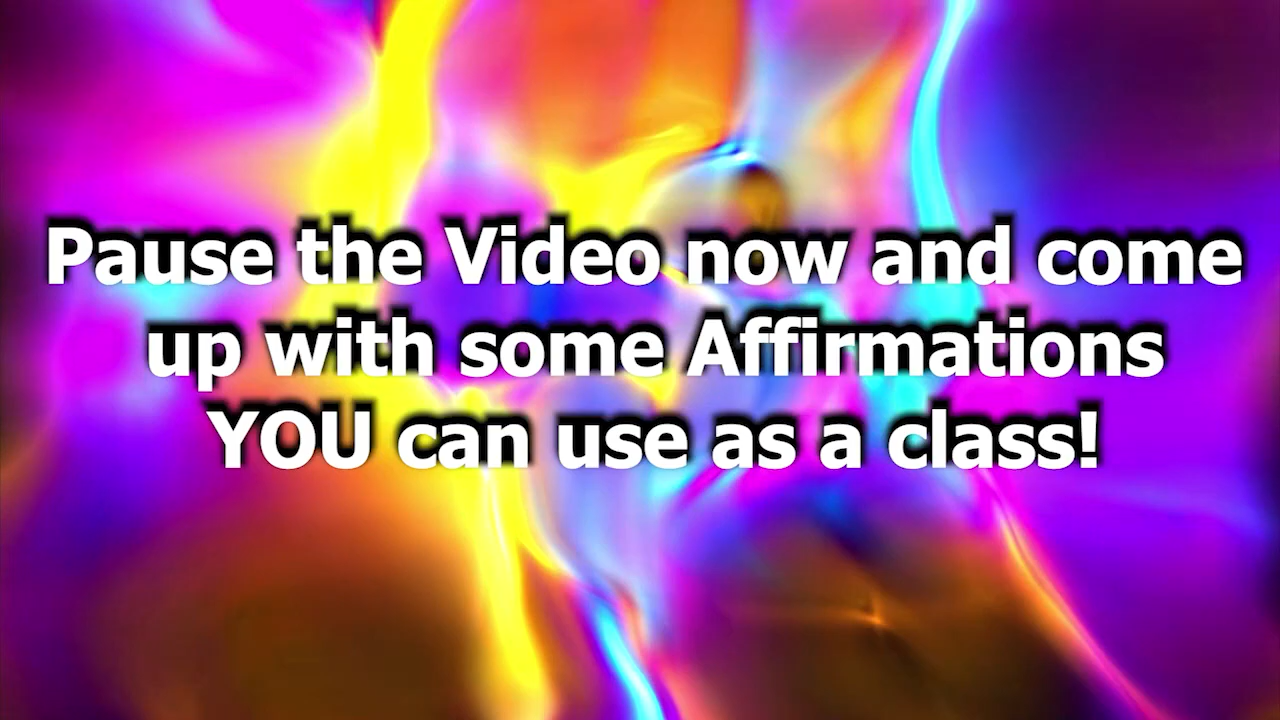 Pause the Video now and come
up with some Affirmations
YOU can use as a class!